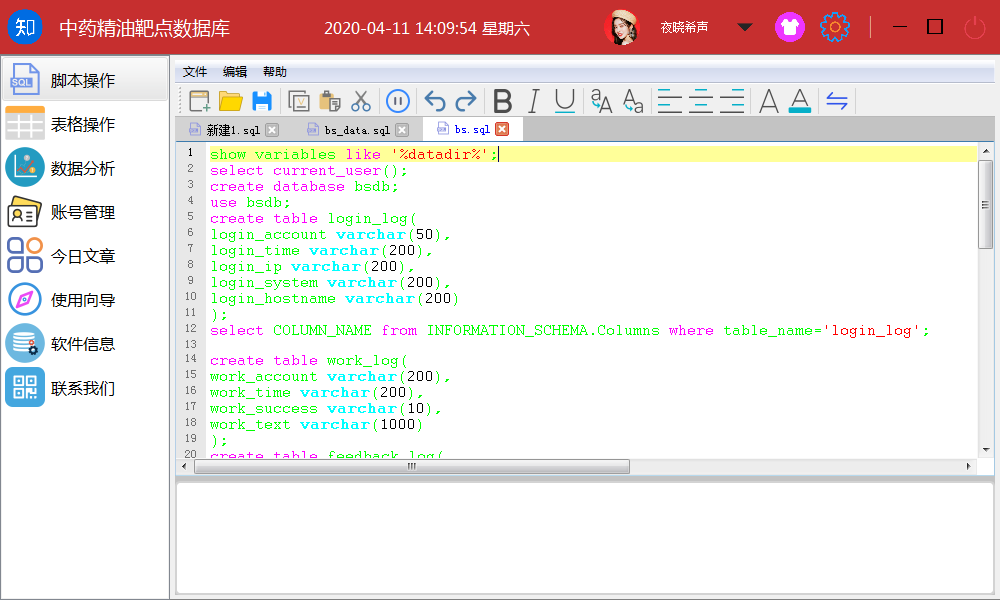 知 中药精油靶点数据库 2020-04-11 14:09:54 星期六 夜晓希声
脚本操作
表格操作
数据分析
账号管理
今日文章
使用向导
软件信息
联系我们
文件 编辑 帮助
B I U aA Aa A A
新建1.sql bs_data.sql bs.sql
1 show variables like '%datadir%';
2 select current_user();
3 create database bsdb;
4 use bsdb;
5 create table login_log(
6 login_account varchar(50),
7 login_time varchar(200),
8 login_ip varchar(200),
9 login_system varchar(200),
10 login_hostname varchar(200)
11 );
12 select COLUMN_NAME from INFORMATION_SCHEMA.Columns where table_name='login_log';
13
14 create table work_log(
15 work_account varchar(200),
16 work_time varchar(200),
17 work_success varchar(10),
18 work_text varchar(1000)
19 );
20 create table feedback_log(